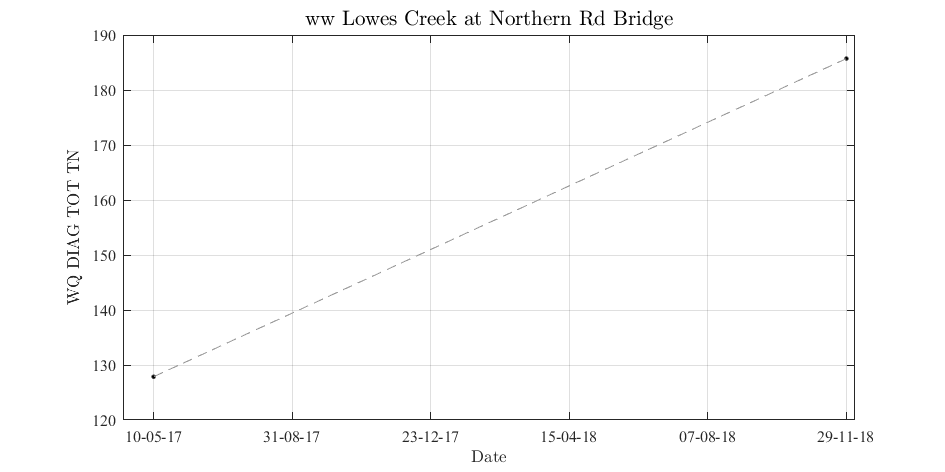 ww Lowes Creek at Northern Rd Bridge
190
180
170
160
150
140
130
120
WQ DIAG TOT TN
10-05-17 31-08-17 23-12-17 15-04-18 07-08-18 29-11-18
Date